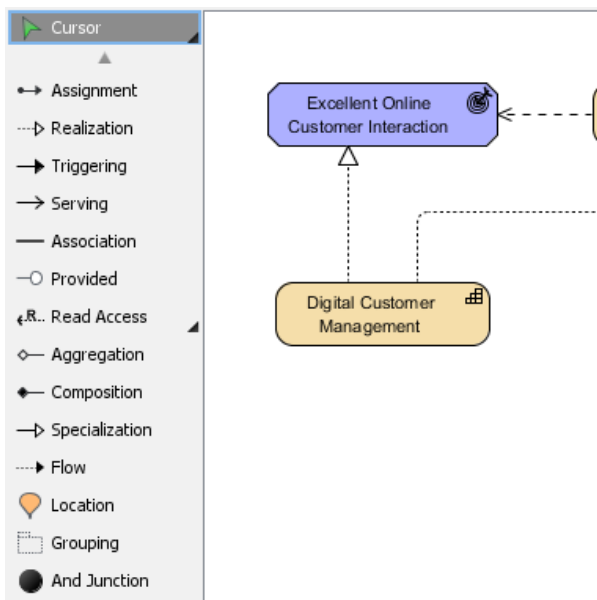 Cursor
Assignment
Realization
Triggering
Serving
Association
Provided
R.. Read Access
Aggregation
Composition
Specialization
Flow
Location
Grouping
And Junction
Excellent Online
Customer Interaction
Digital Customer
Management